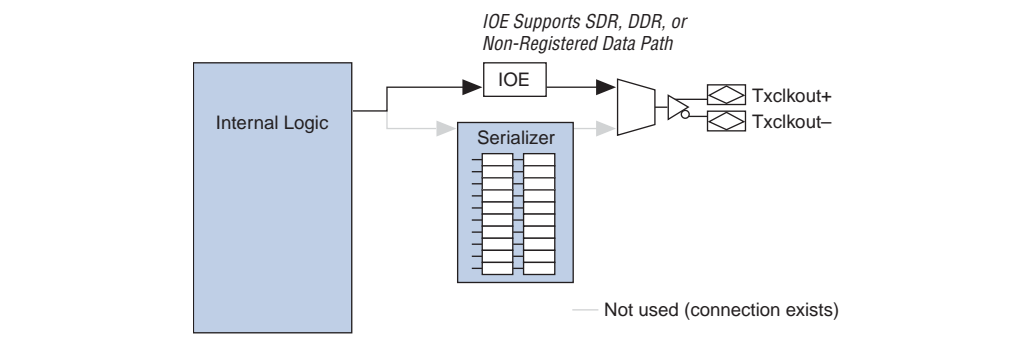 IOE Supports SDR, DDR, or
Non-Registered Data Path
IOE
Internal Logic
Txclkout+
Txclkout–
Serializer
Not used (connection exists)